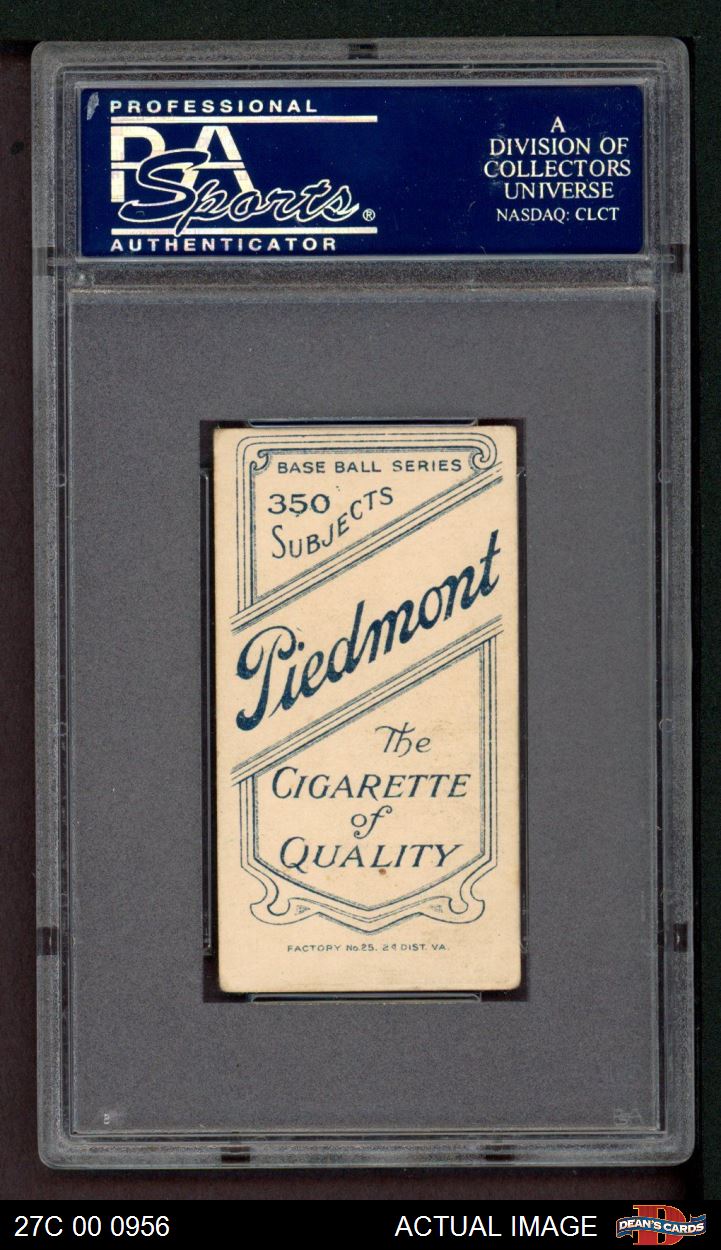 PROFESSIONAL
PSA
Sports®
AUTHENTICATOR
A
DIVISION OF
COLLECTORS
UNIVERSE
NASDAQ: CLCT
BASE BALL SERIES
350
SUBJECTS
Piedmont
The
CIGARETTE
of
QUALITY
FACTORY No.25. 2d DIST. VA.
27C 00 0956
ACTUAL IMAGE
DEAN'S CARDS